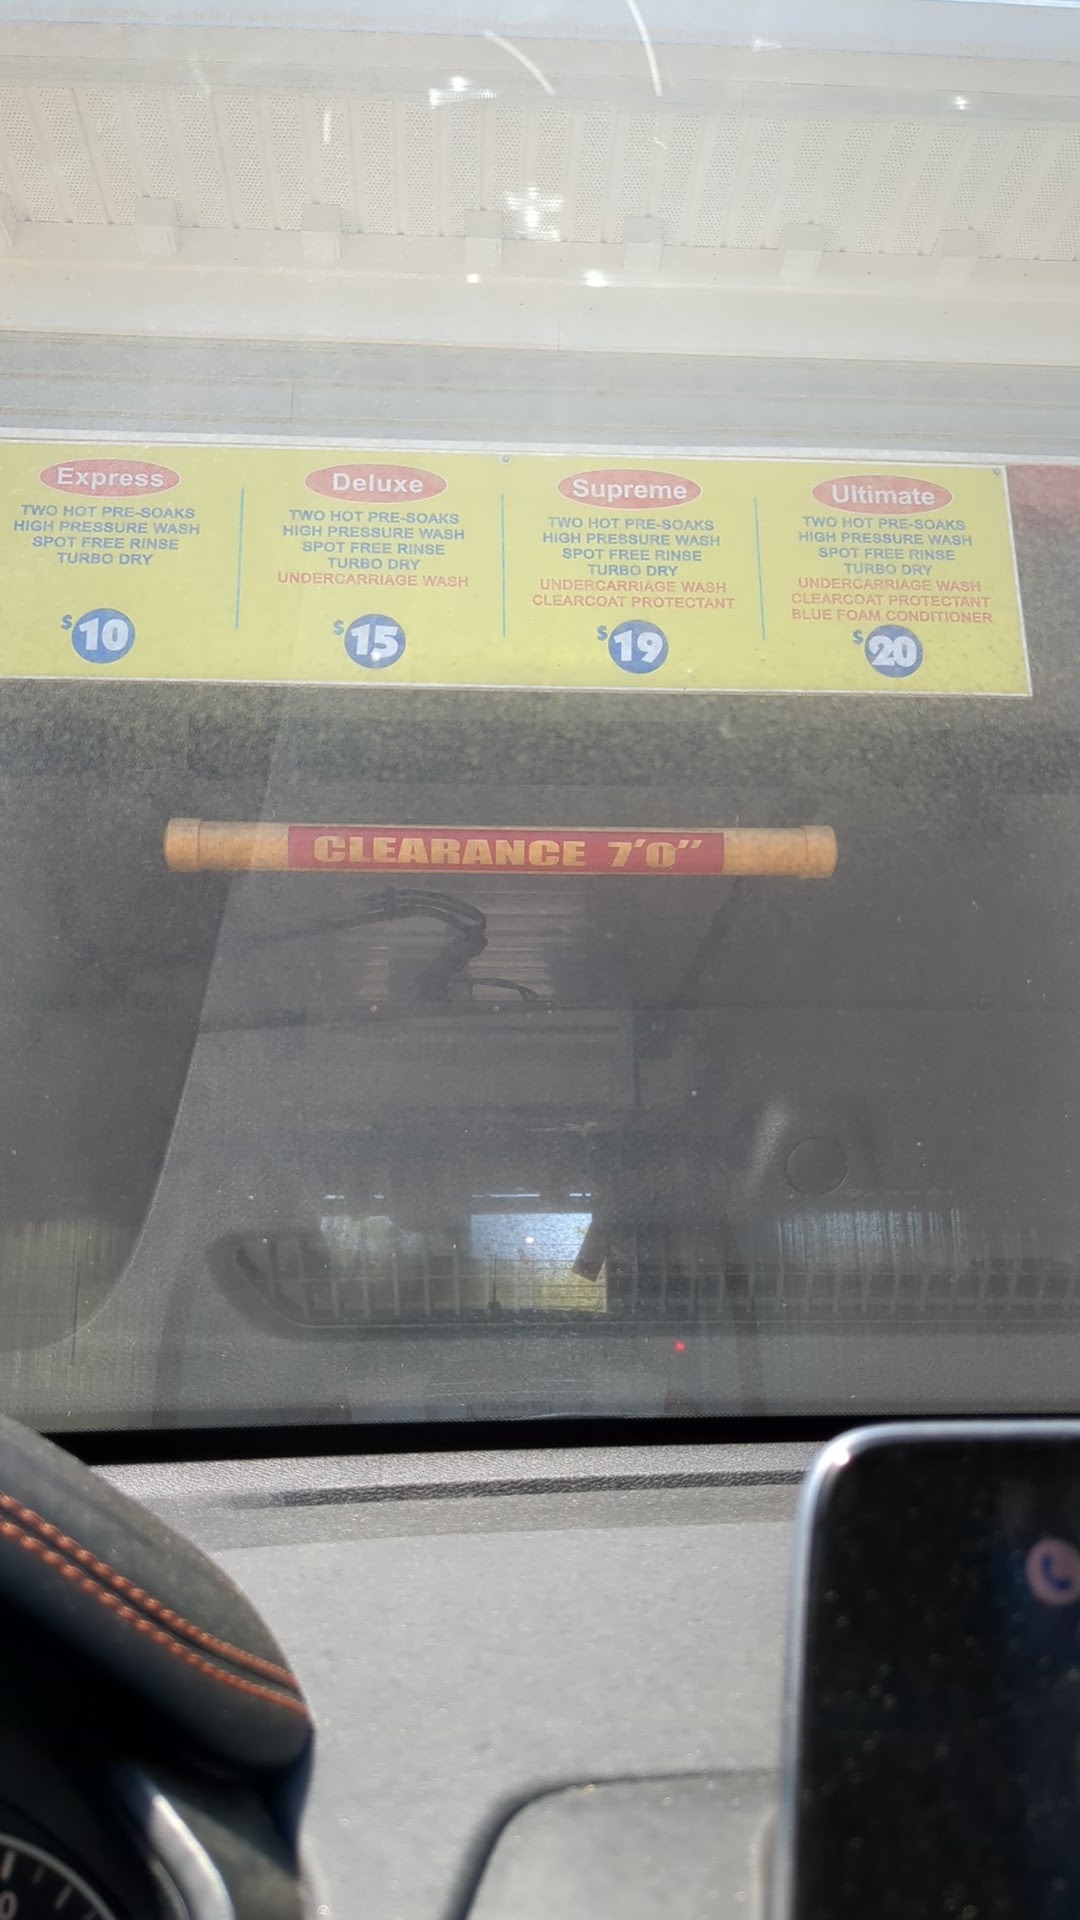 Express
TWO HOT PRE-SOAKS
HIGH PRESSURE WASH
SPOT FREE RINSE
TURBO DRY
$10
Deluxe
TWO HOT PRE-SOAKS
HIGH PRESSURE WASH
SPOT FREE RINSE
TURBO DRY
UNDERCARRIAGE WASH
$15
Supreme
TWO HOT PRE-SOAKS
HIGH PRESSURE WASH
SPOT FREE RINSE
TURBO DRY
UNDERCARRIAGE WASH
CLEARCOAT PROTECTANT
$19
Ultimate
TWO HOT PRE-SOAKS
HIGH PRESSURE WASH
SPOT FREE RINSE
TURBO DRY
UNDERCARRIAGE WASH
CLEARCOAT PROTECTANT
BLUE FOAM CONDITIONER
$20
CLEARANCE 7'0"